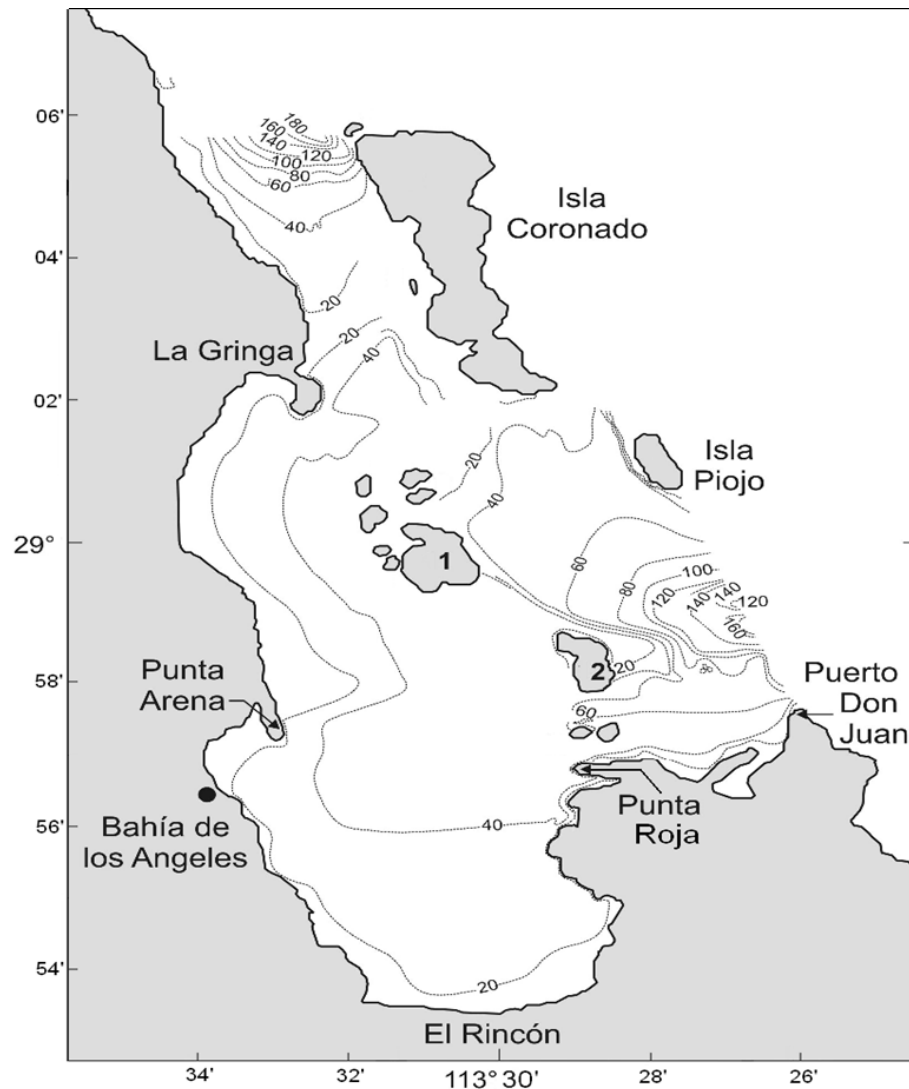 06'
180
160
140
120
100
80
60
40
Isla
Coronado
04'
20
La Gringa
20
40
02'
20
Isla
Piojo
40
29°
1
60
100
80
120
140
140
120
160
2
20
58'
Punta
Arena
Puerto
Don
Juan
60
56'
Bahía de
los Angeles
40
Punta
Roja
54'
20
El Rincón
34'
32'
113° 30'
28'
26'